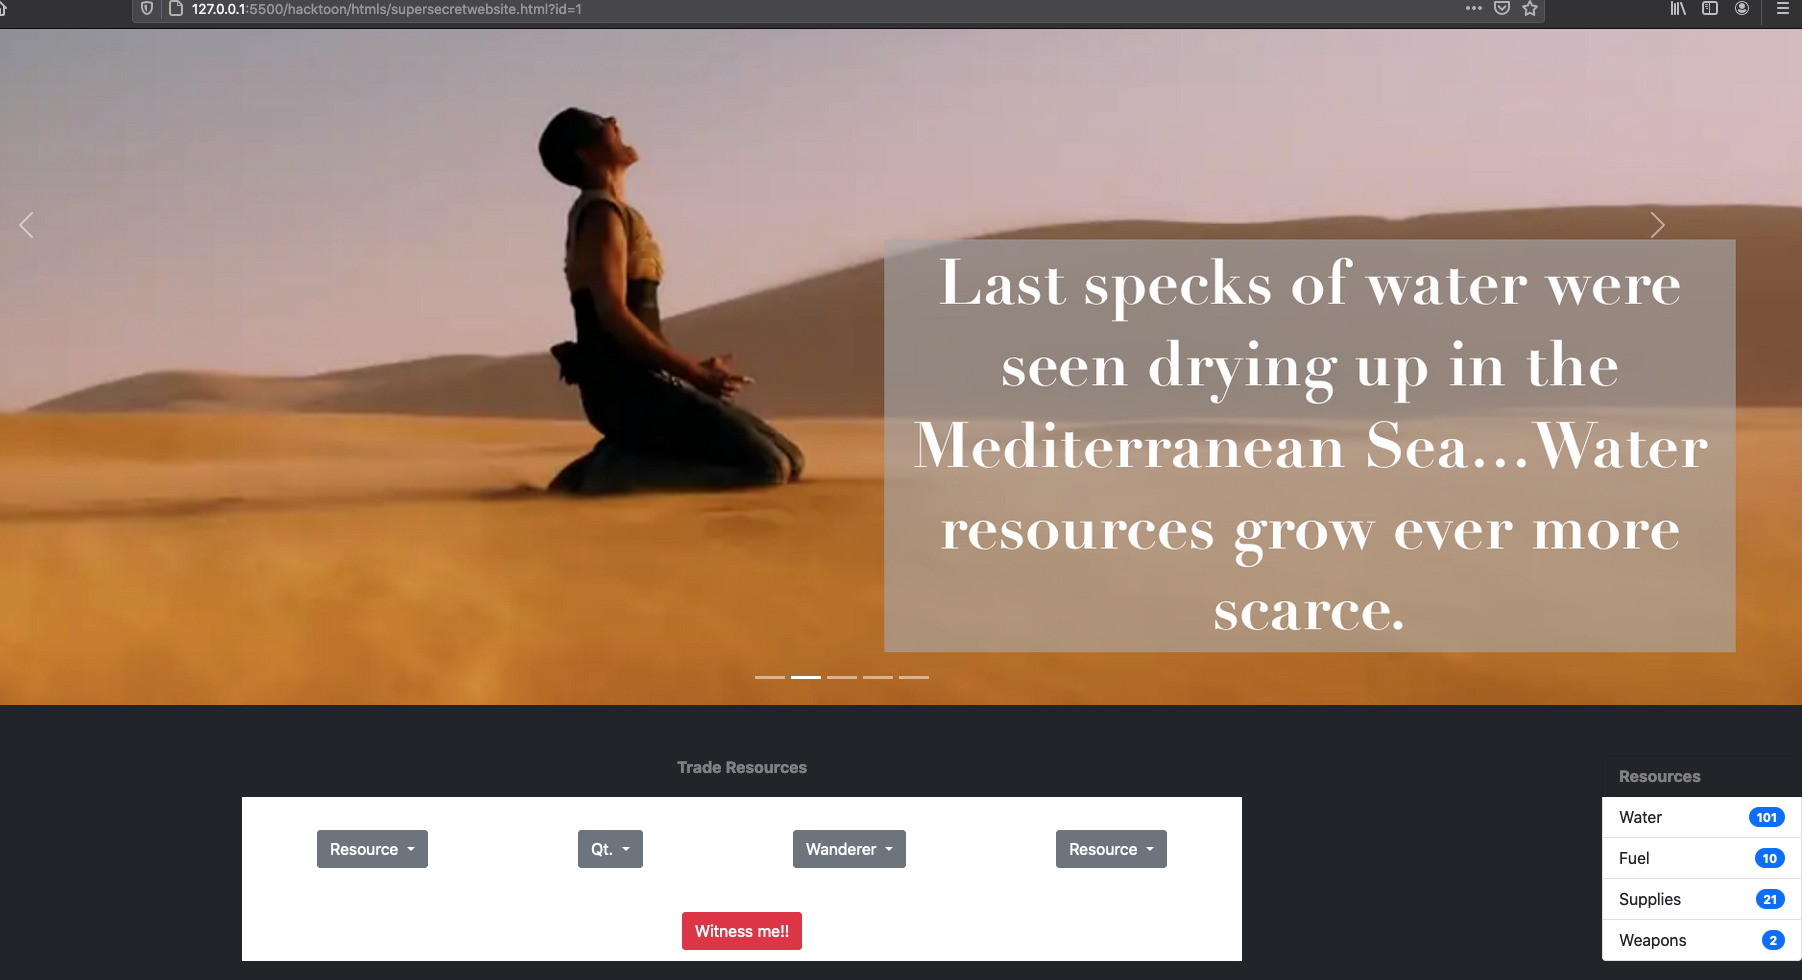 127.0.0.1:5500/hacktoon/htmls/supersecretwebsite.html?id=1
Last specks of water were
seen drying up in the
Mediterranean Sea...Water
resources grow ever more
scarce.
Trade Resources
Resource
Qt.
Wanderer
Resource
Witness me!!
Resources
Water 101
Fuel 10
Supplies 21
Weapons 2